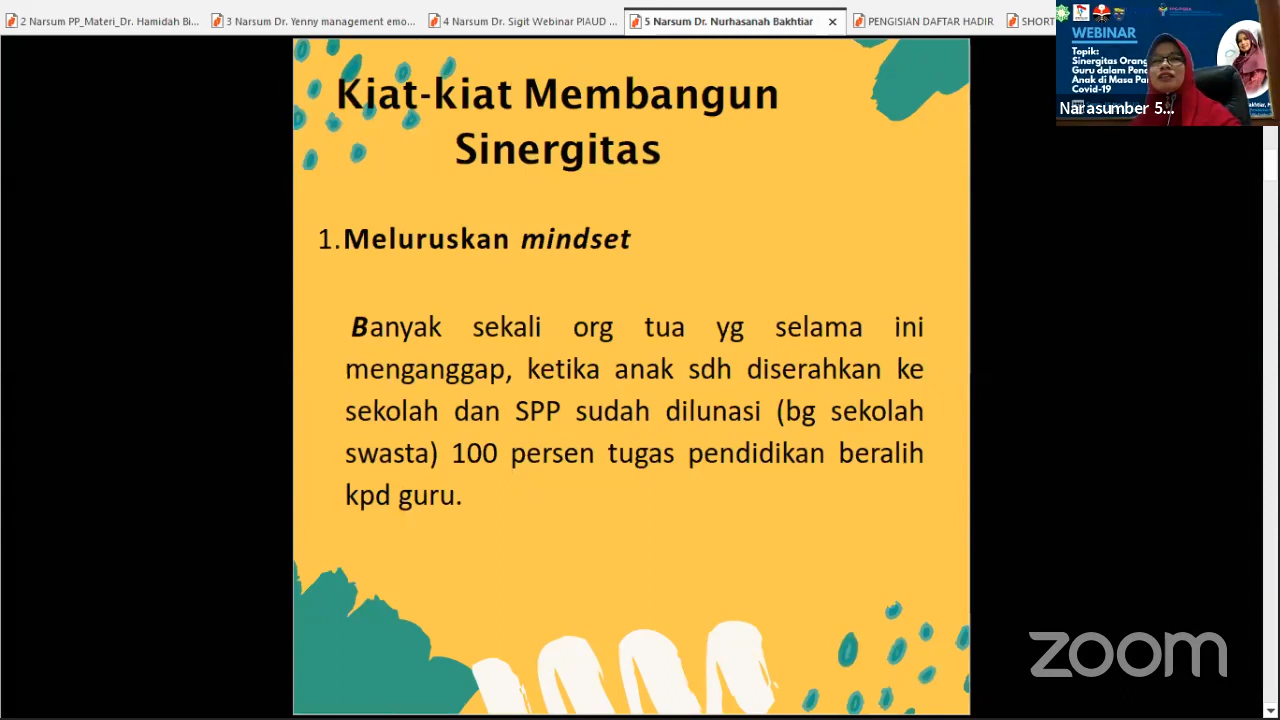 2 Narsum PP_Materi_Dr. Hamidah Bi...
3 Narsum Dr. Yenny management emo...
4 Narsum Dr. Sigit Webinar PIAUD ...
5 Narsum Dr. Nurhasanah Bakhtiar
PENGISIAN DAFTAR HADIR
SHORT
WEBINAR
Topik:
Sinergitas Orang
Guru dalam Pen
Anak di Masa Pa
Covid-19
Narasumber 5...
Kiat-kiat Membangun
Sinergitas
1.Meluruskan mindset
Banyak sekali org tua yg selama ini
menganggap, ketika anak sdh diserahkan ke
sekolah dan SPP sudah dilunasi (bg sekolah
swasta) 100 persen tugas pendidikan beralih
kpd guru.
zoom